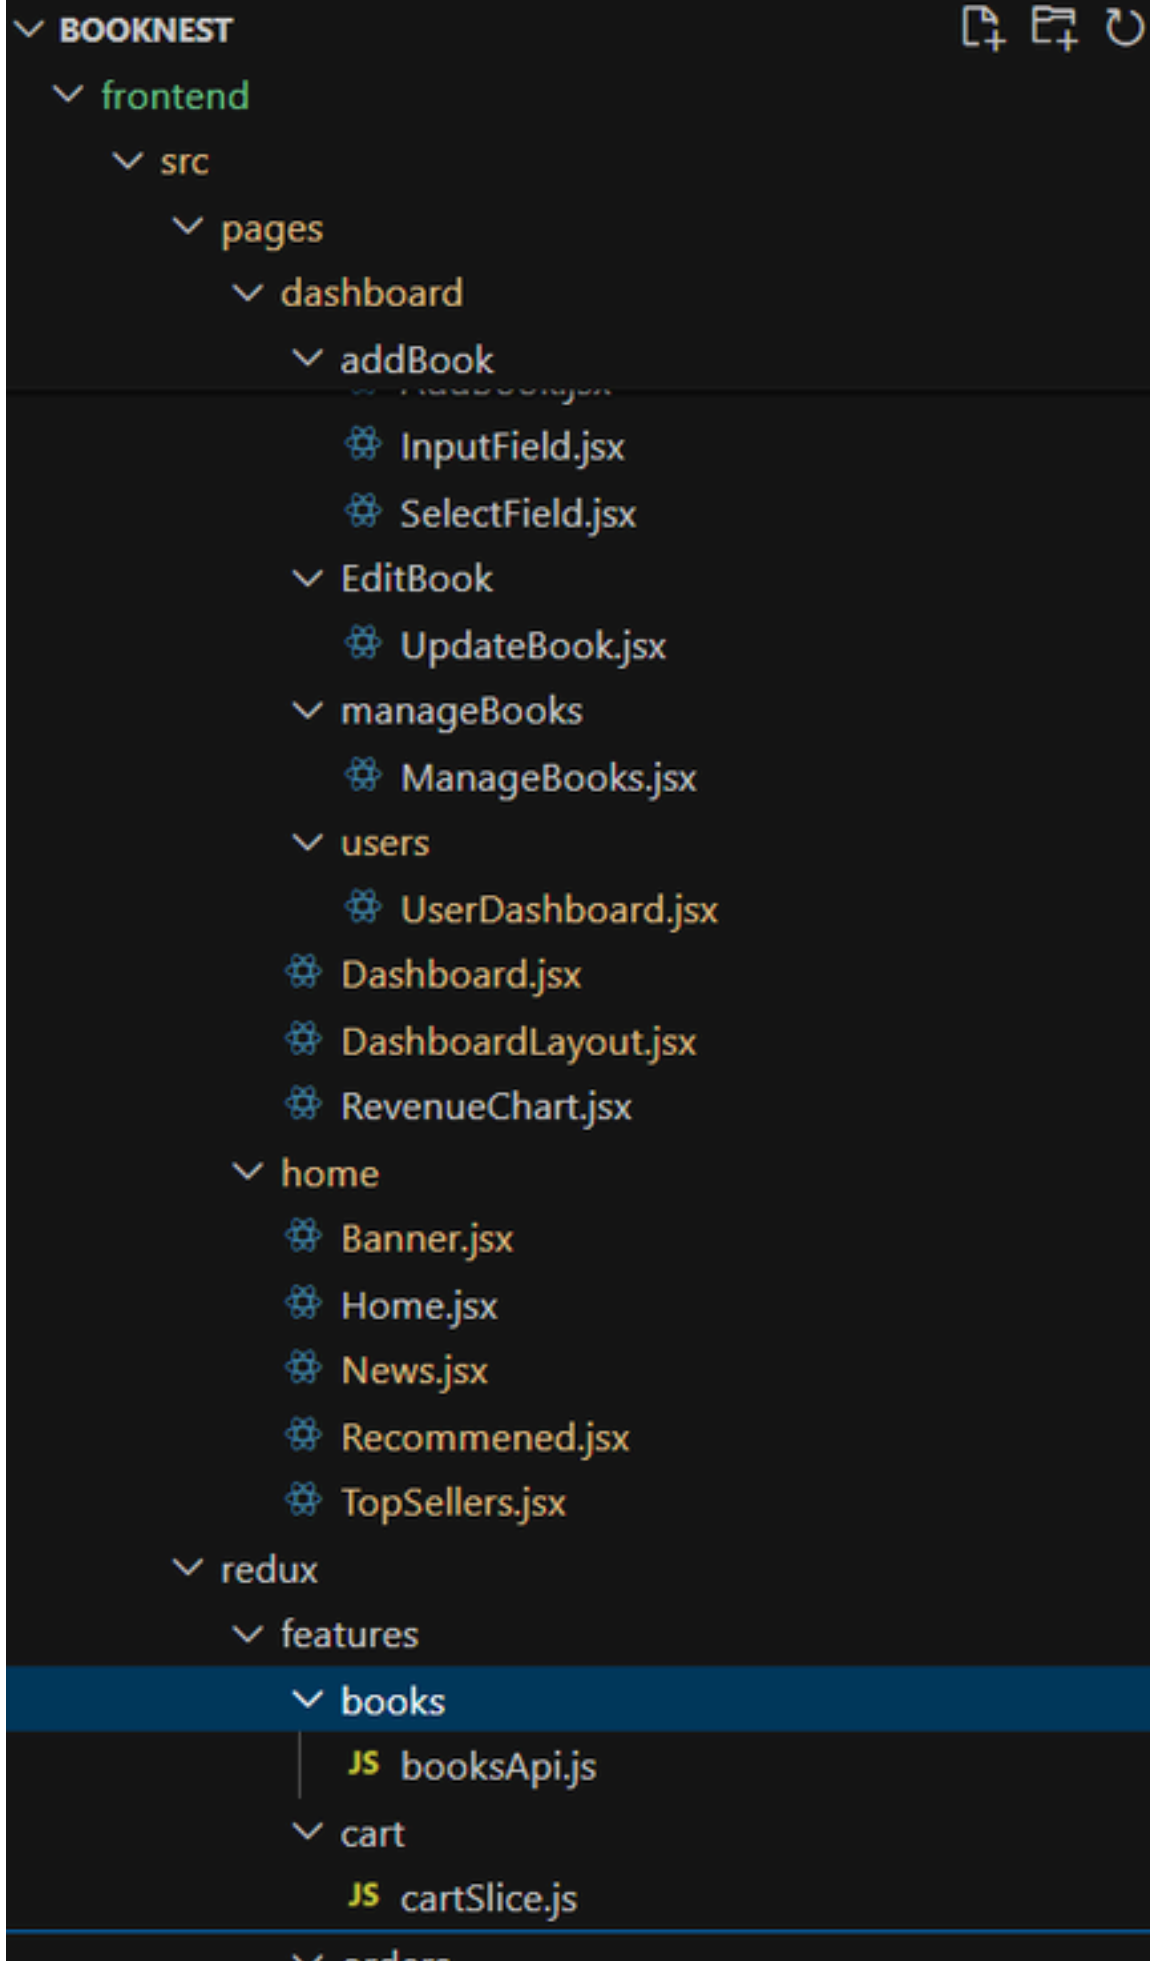 BOOKNEST
frontend
src
pages
dashboard
addBook
InputField.jsx
SelectField.jsx
EditBook
UpdateBook.jsx
manageBooks
ManageBooks.jsx
users
UserDashboard.jsx
Dashboard.jsx
DashboardLayout.jsx
RevenueChart.jsx
home
Banner.jsx
Home.jsx
News.jsx
Recommened.jsx
TopSellers.jsx
redux
features
books
JS booksApi.js
cart
JS cartSlice.js